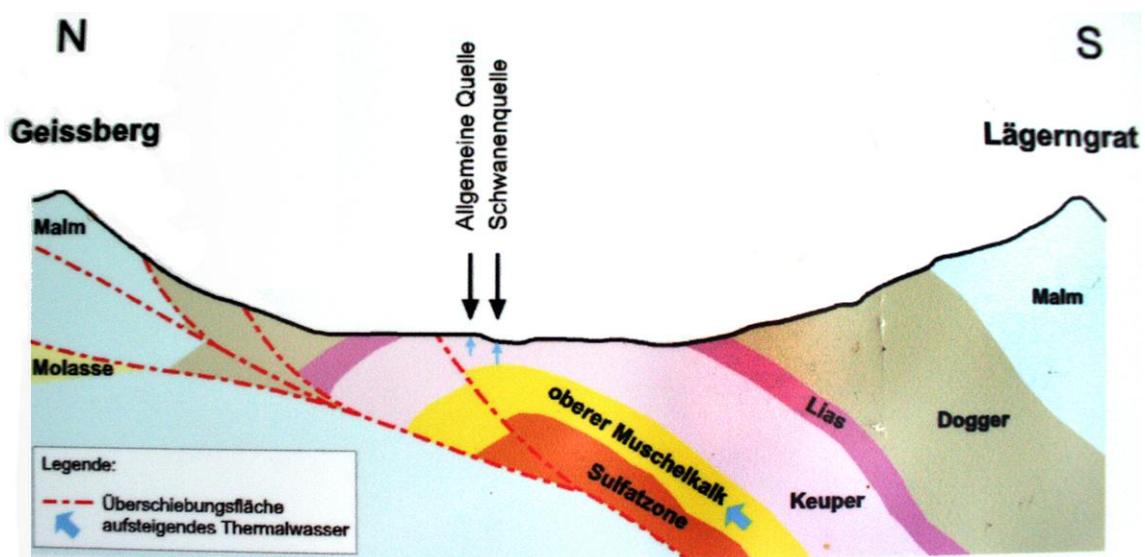 N
S
Geissberg
Allgemeine Quelle
Schwanenquelle
Lägerngrat
Malm
Malm
Molasse
oberer Muschelkalk
Lias
Dogger
Sulfatzone
Keuper
Legende:
Überschiebungsfläche
aufsteigendes Thermalwasser